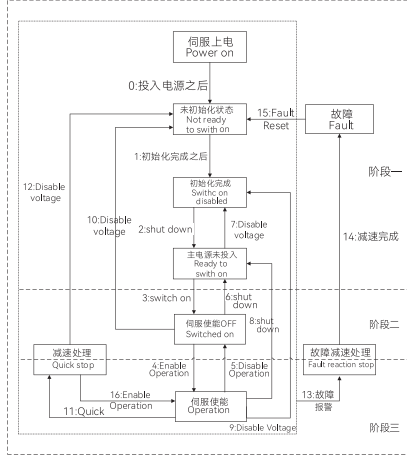 伺服上电
Power on
0:投入电源之后
未初始化状态
Not ready
to swith on
15:Fault
Reset
故障
Fault
阶段一
1:初始化完成之后
12:Disable
voltage
10:Disable
voltage
初始化完成
Swithc on
disabled
2:shut down
7:Disable
voltage
14:减速完成
主电源未投入
Ready to
swith on
3:switch on
6:shut
down
8:shut
down
阶段二
伺服使能OFF
Switched on
减速处理
Quick stop
故障减速处理
Fault reaction stop
4:Enable
Operation
5:Disable
Operation
16:Enable
Operation
11:Quick
伺服使能
Operation
13:故障
报警
9:Disable Voltage
阶段三